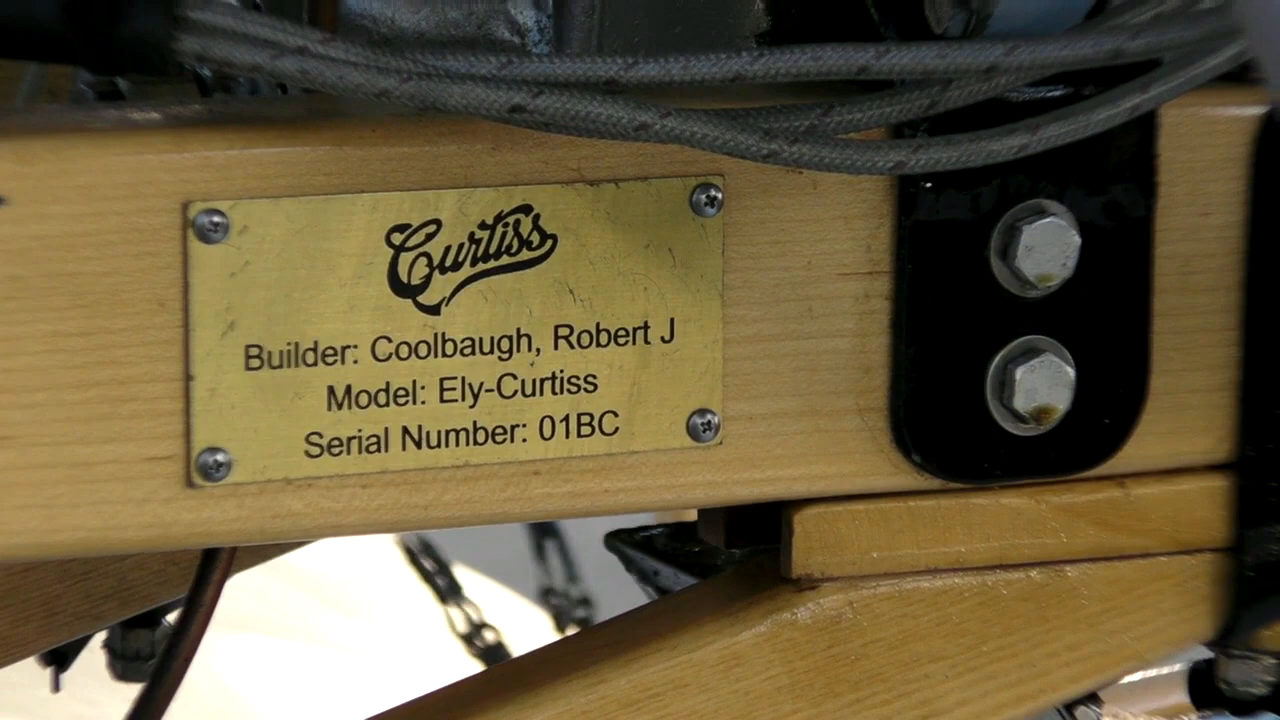 Curtiss
Builder: Coolbaugh, Robert J
Model: Ely-Curtiss
Serial Number: 01BC